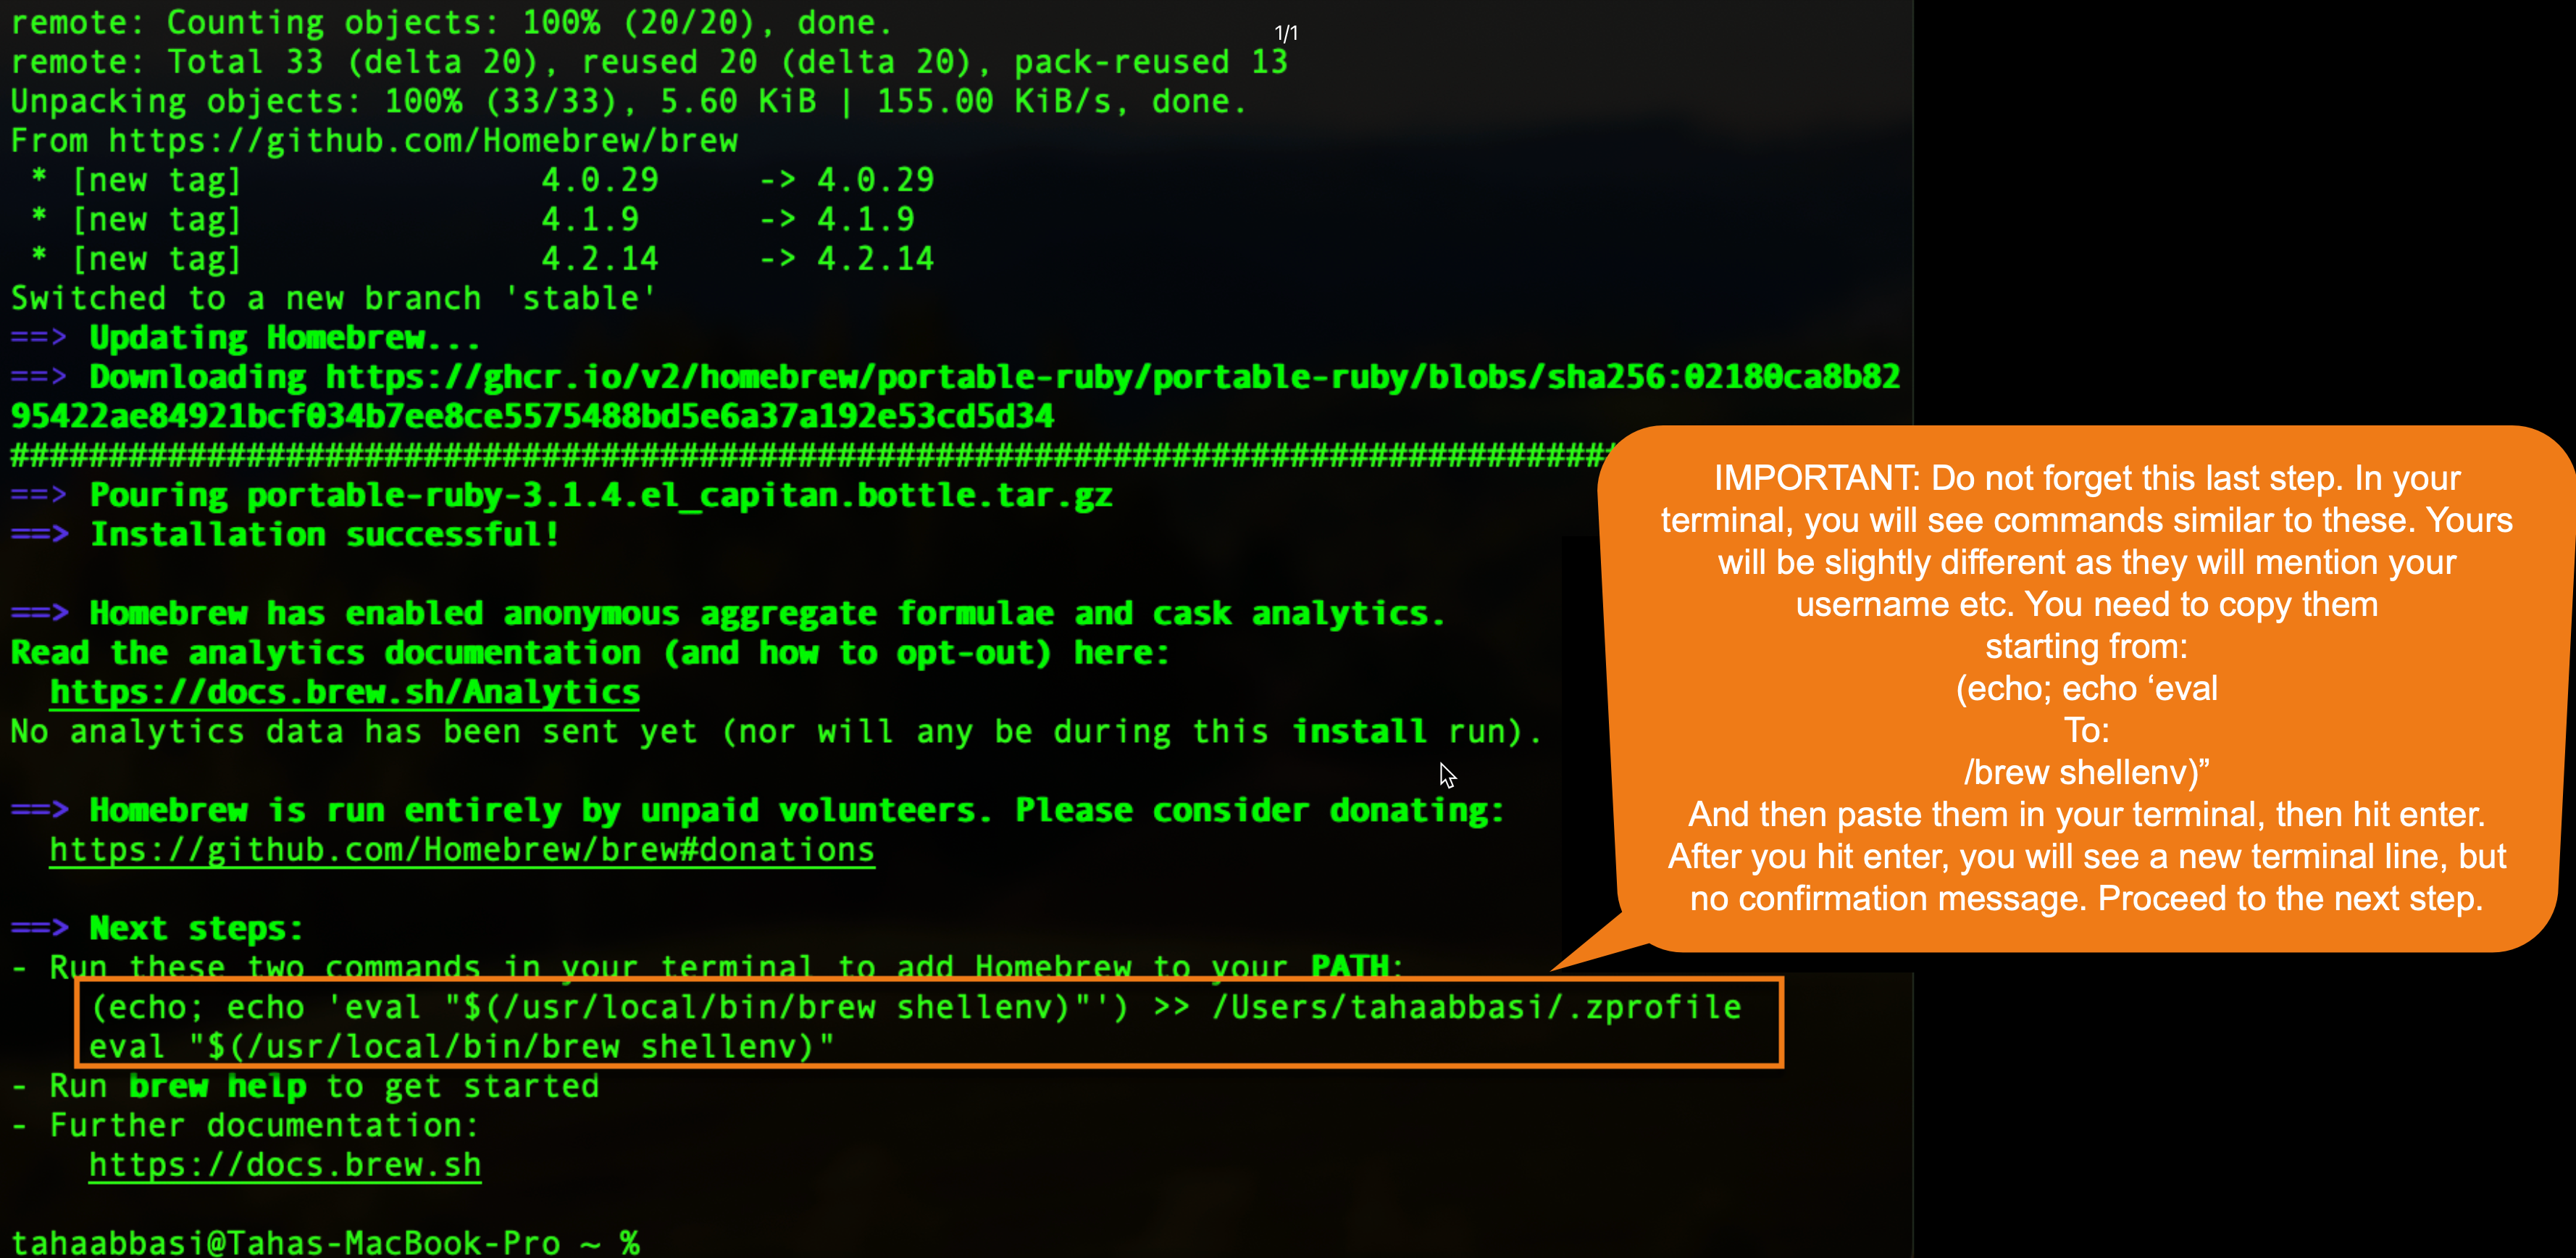 remote: Counting objects: 100% (20/20), done.
1/1
remote: Total 33 (delta 20), reused 20 (delta 20), pack-reused 13
Unpacking objects: 100% (33/33), 5.60 KiB | 155.00 KiB/s, done.
From https://github.com/Homebrew/brew
 * [new tag]               4.0.29     -> 4.0.29
 * [new tag]               4.1.9      -> 4.1.9
 * [new tag]               4.2.14     -> 4.2.14
Switched to a new branch 'stable'
==> Updating Homebrew...
==> Downloading https://ghcr.io/v2/homebrew/portable-ruby/portable-ruby/blobs/sha256:02180ca8b82
95422ae84921bcf034b7ee8ce5575488bd5e6a37a192e53cd5d34
#################################################################################
==> Pouring portable-ruby-3.1.4.el_capitan.bottle.tar.gz
==> Installation successful!
==> Homebrew has enabled anonymous aggregate formulae and cask analytics.
Read the analytics documentation (and how to opt-out) here:
  https://docs.brew.sh/Analytics
No analytics data has been sent yet (nor will any be during this install run).
==> Homebrew is run entirely by unpaid volunteers. Please consider donating:
  https://github.com/Homebrew/brew#donations
==> Next steps:
- Run these two commands in your terminal to add Homebrew to your PATH:
    (echo; echo 'eval "$(/usr/local/bin/brew shellenv)"') >> /Users/tahaabbasi/.zprofile
    eval "$(/usr/local/bin/brew shellenv)"
- Run brew help to get started
- Further documentation:
    https://docs.brew.sh
tahaabbasi@Tahas-MacBook-Pro ~ %
IMPORTANT: Do not forget this last step. In your
terminal, you will see commands similar to these. Yours
will be slightly different as they will mention your
username etc. You need to copy them
starting from:
(echo; echo ‘eval
To:
/brew shellenv)”
And then paste them in your terminal, then hit enter.
After you hit enter, you will see a new terminal line, but
no confirmation message. Proceed to the next step.